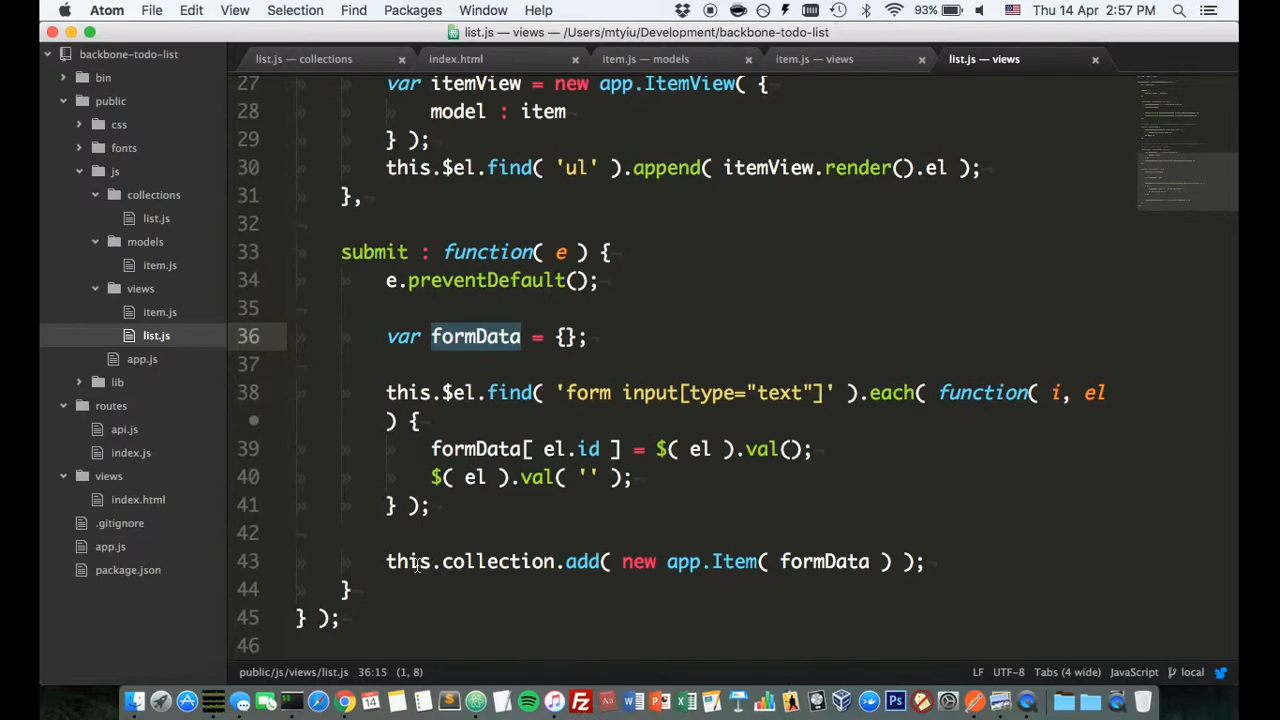 Atom File Edit View Selection Find Packages Window Help 93% Thu 14 Apr 2:57 PM
list.js — views — /Users/mtyiu/Development/backbone-todo-list
backbone-todo-list
bin
public
css
fonts
js
collections
list.js
models
item.js
views
item.js
list.js
app.js
lib
routes
api.js
index.js
views
index.html
.gitignore
app.js
package.json
list.js — collections index.html item.js — models item.js — views list.js — views
27 var itemView = new app.ItemView( {
28 model : item
29 } );
30 this.$el.find( 'ul' ).append( itemView.render().el );
31 },
32
33 submit : function( e ) {
34 e.preventDefault();
35
36 var formData = {};
37
38 this.$el.find( 'form input[type="text"]' ).each( function( i, el
) {
39 formData[ el.id ] = $( el ).val();
40 $( el ).val( '' );
41 } );
42
43 this.collection.add( new app.Item( formData ) );
44 }
45 } );
46
public/js/views/list.js 36:15 (1, 8) LF UTF-8 Tabs (4 wide) JavaScript local